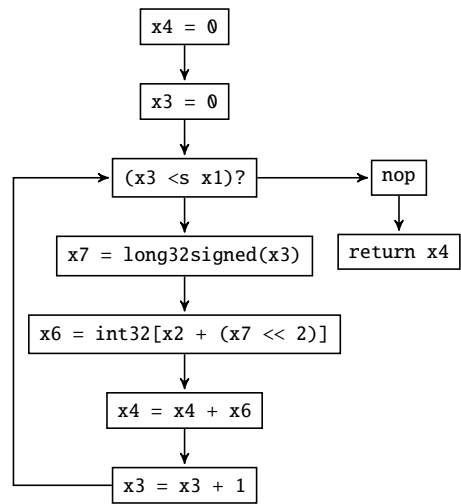 x4 = 0
x3 = 0
(x3 <s x1)?
nop
x7 = long32signed(x3)
return x4
x6 = int32[x2 + (x7 << 2)]
x4 = x4 + x6
x3 = x3 + 1